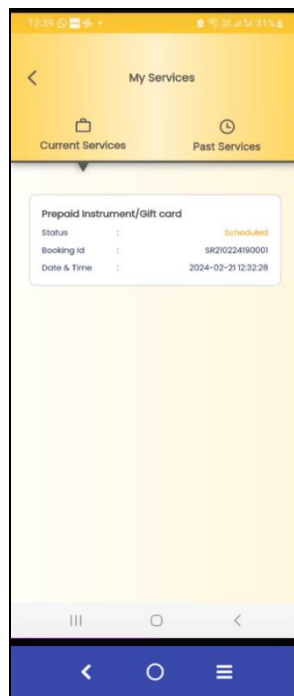 12:39
31%
My Services
Current Services
Past Services
Prepaid Instrument/Gift card
Status : Scheduled
Booking Id : SR210224190001
Date & Time : 2024-02-21 12:32:28